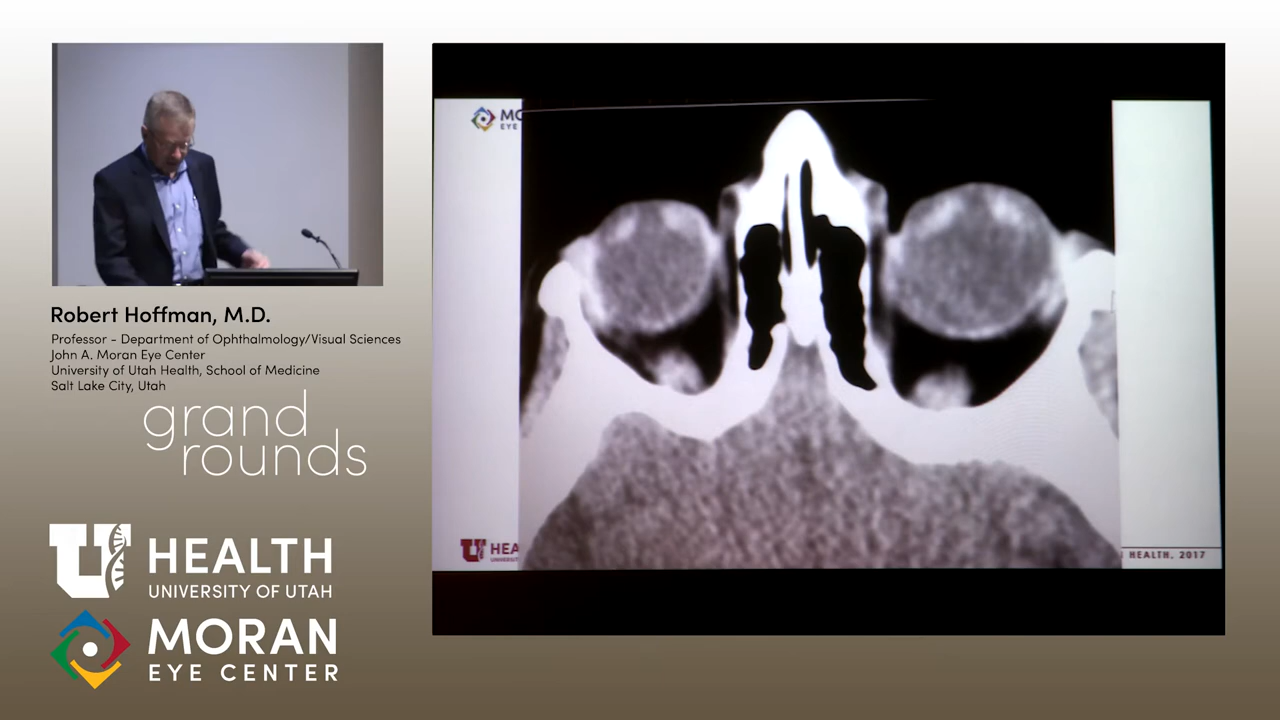 Robert Hoffman, M.D.
Professor - Department of Ophthalmology/Visual Sciences
John A. Moran Eye Center
University of Utah Health, School of Medicine
Salt Lake City, Utah
grand
rounds
U HEALTH
UNIVERSITY OF UTAH
MORAN
EYE CENTER
EYE
HEALTH, 2017